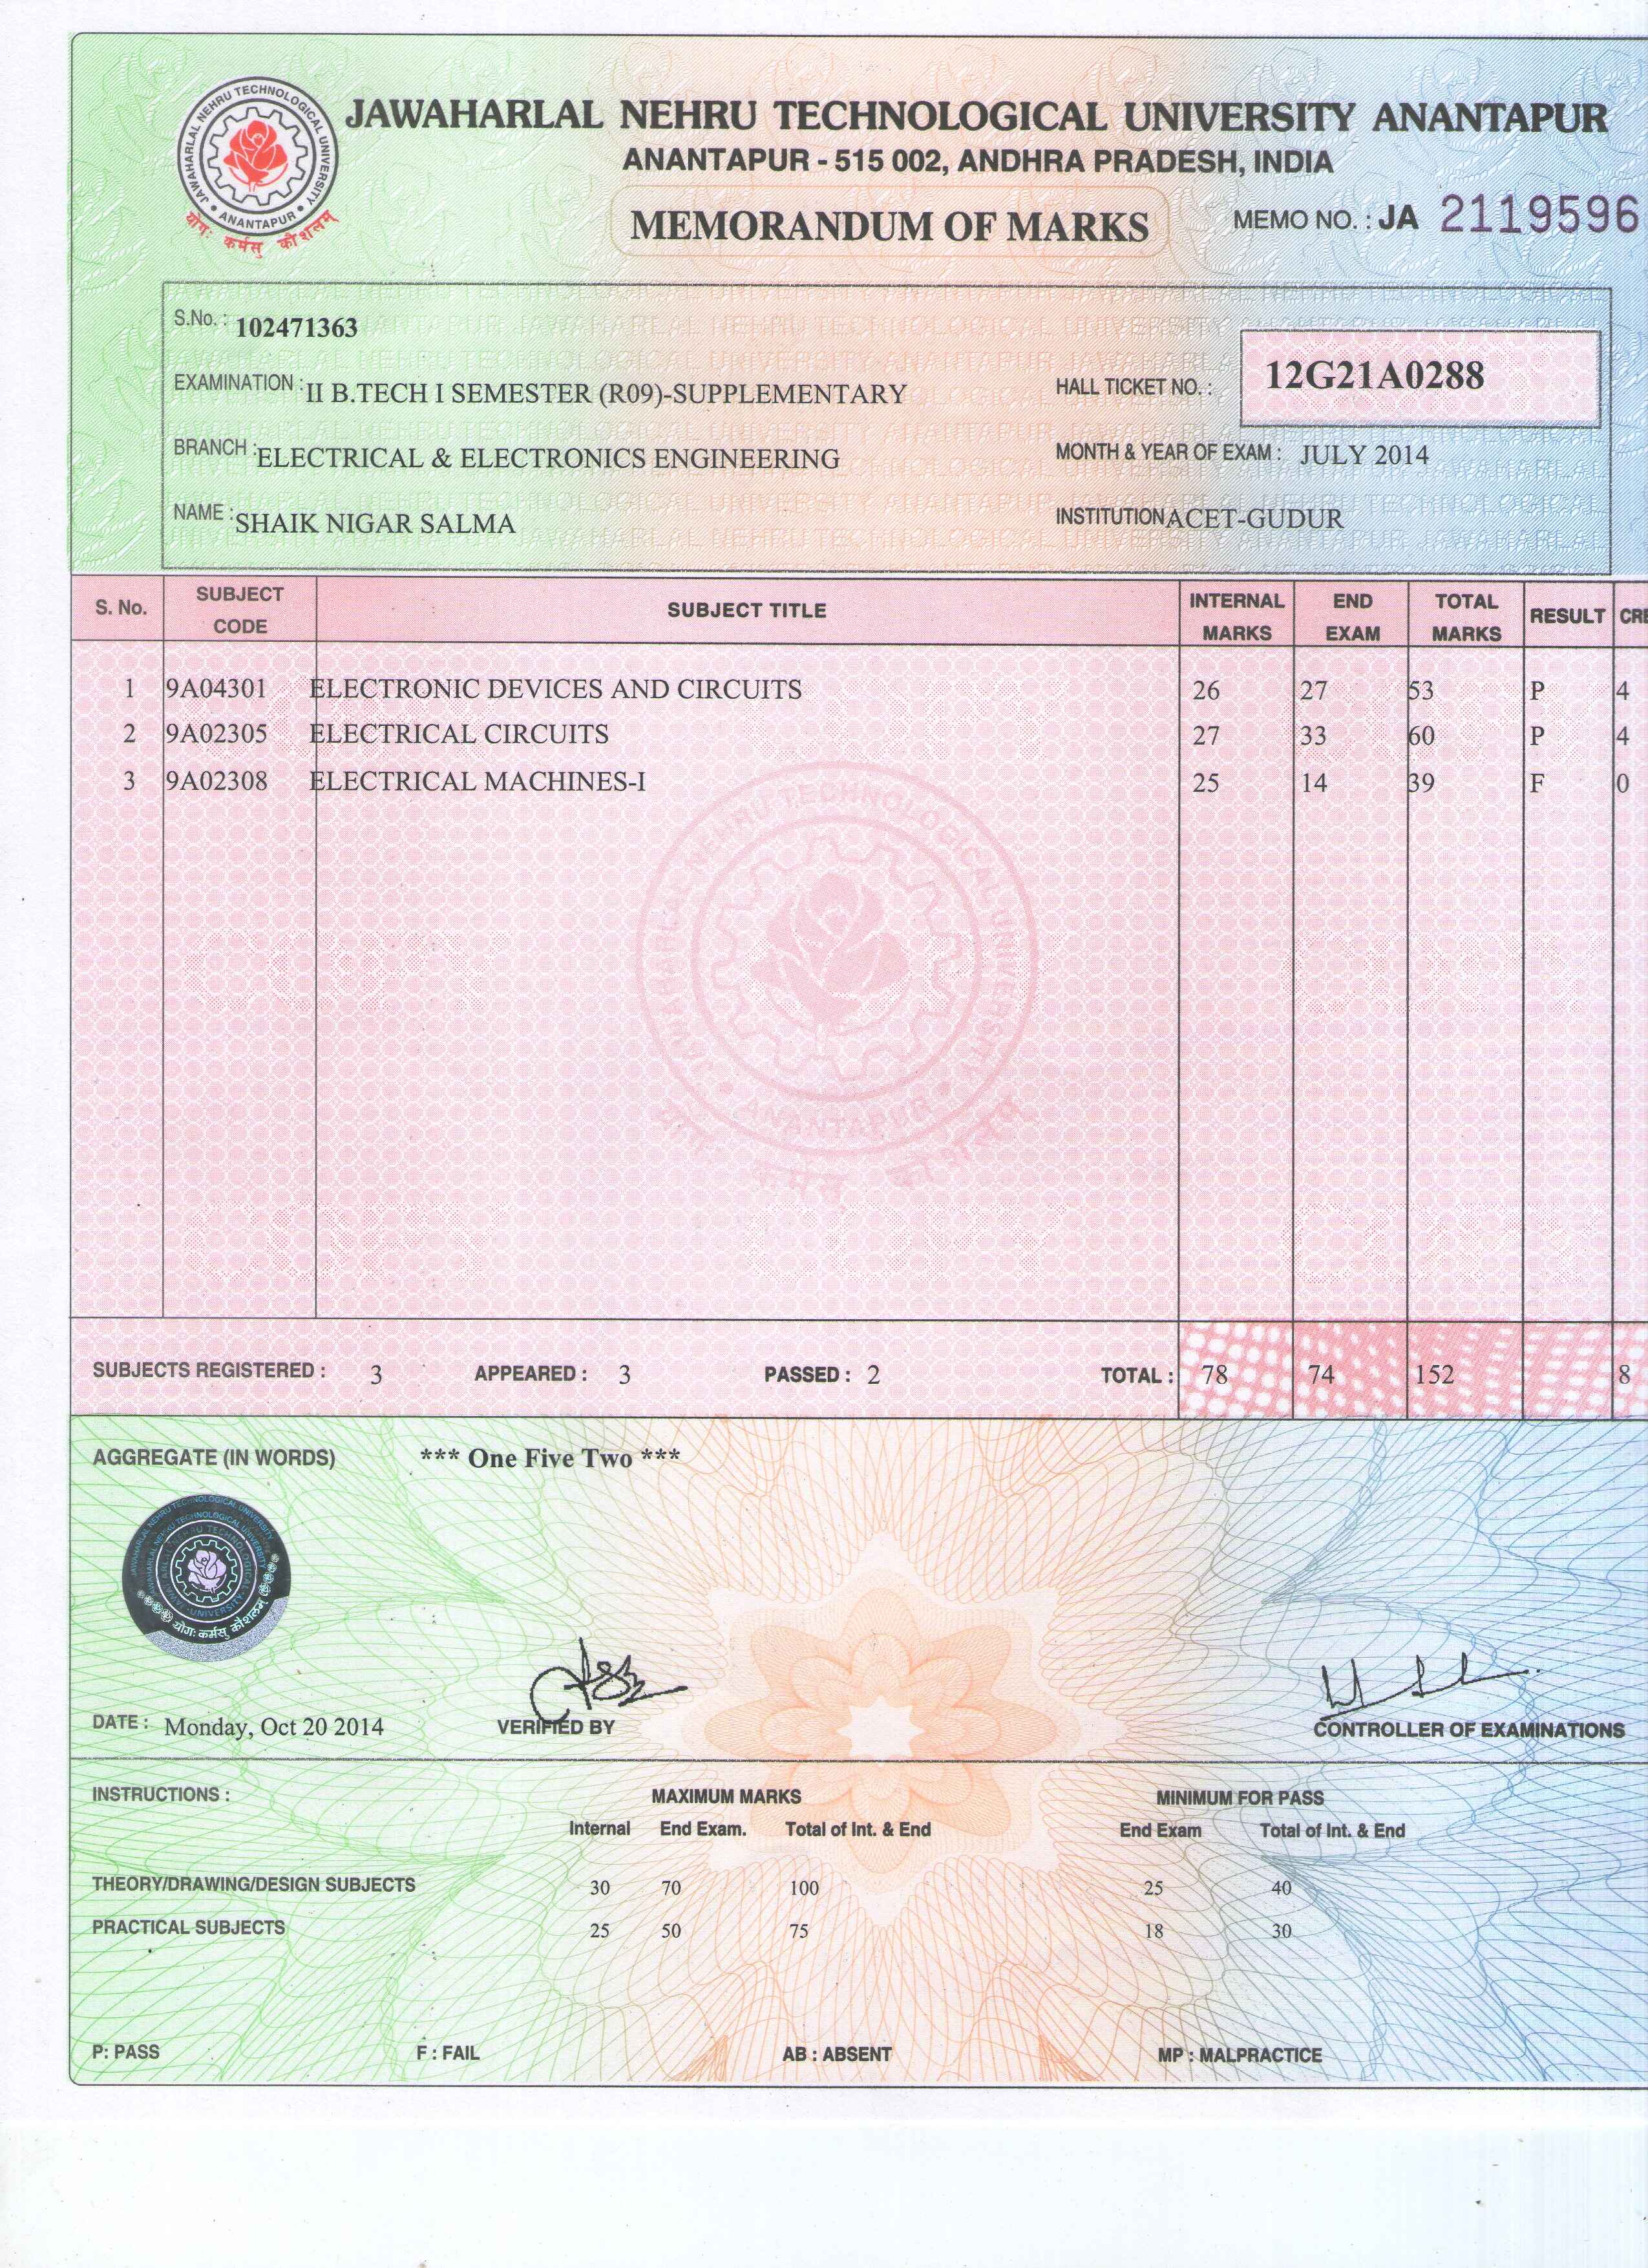 JAWAHARLAL NEHRU TECHNOLOGICAL UNIVERSITY
ANANTAPUR
योगः कर्मसु कौशलम्
JAWAHARLAL NEHRU TECHNOLOGICAL UNIVERSITY ANANTAPUR
ANANTAPUR - 515 002, ANDHRA PRADESH, INDIA
MEMORANDUM OF MARKS MEMO NO. : JA 2119596
S.No. : 102471363
EXAMINATION : II B.TECH I SEMESTER (R09)-SUPPLEMENTARY HALL TICKET NO. : 12G21A0288
BRANCH : ELECTRICAL & ELECTRONICS ENGINEERING MONTH & YEAR OF EXAM : JULY 2014
NAME : SHAIK NIGAR SALMA INSTITUTION ACET-GUDUR
S. No. SUBJECT CODE SUBJECT TITLE INTERNAL MARKS END EXAM TOTAL MARKS RESULT CRE
1 9A04301 ELECTRONIC DEVICES AND CIRCUITS 26 27 53 P 4
2 9A02305 ELECTRICAL CIRCUITS 27 33 60 P 4
3 9A02308 ELECTRICAL MACHINES-I 25 14 39 F 0
SUBJECTS REGISTERED : 3 APPEARED : 3 PASSED : 2 TOTAL : 78 74 152 8
AGGREGATE (IN WORDS) *** One Five Two ***
योगः कर्मसु कौशलम्
DATE : Monday, Oct 20 2014 VERIFIED BY CONTROLLER OF EXAMINATIONS
INSTRUCTIONS : MAXIMUM MARKS MINIMUM FOR PASS
Internal End Exam. Total of Int. & End End Exam Total of Int. & End
THEORY/DRAWING/DESIGN SUBJECTS 30 70 100 25 40
PRACTICAL SUBJECTS 25 50 75 18 30
P: PASS F : FAIL AB : ABSENT MP : MALPRACTICE